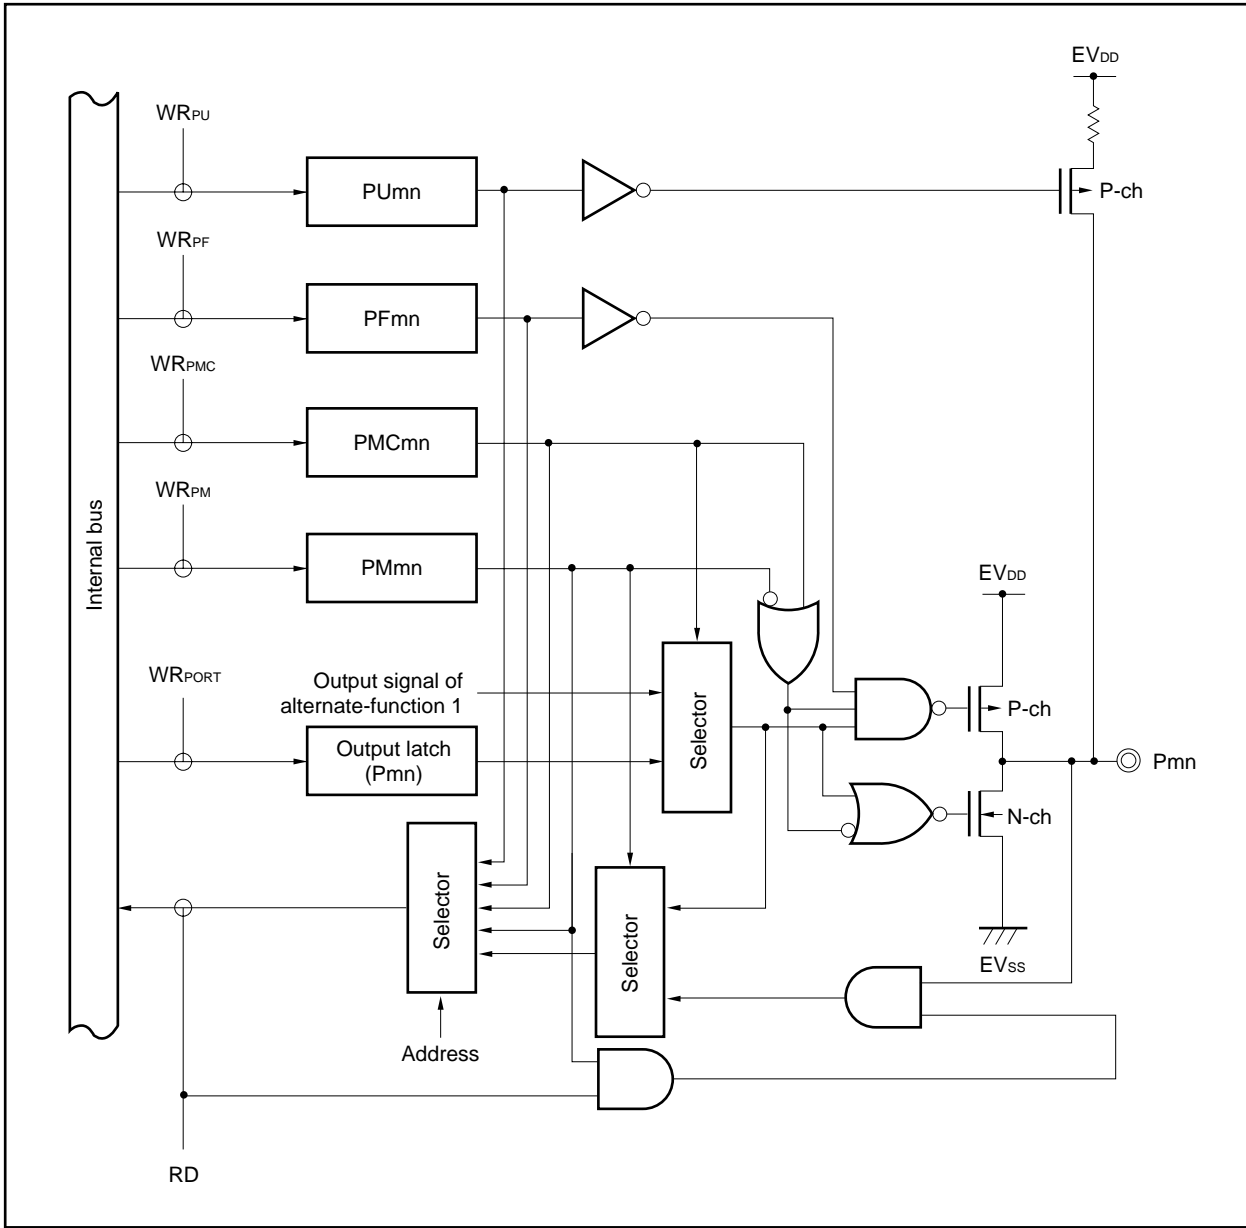 EVDD
WRPU
PUmn
P-ch
WRPF
PFmn
WRPMC
PMCmn
WRPM
PMmn
Internal bus
EVDD
WRPORT
Output signal of
alternate-function 1
Output latch
(Pmn)
Selector
P-ch
Pmn
N-ch
Selector
Selector
EVSS
Address
RD